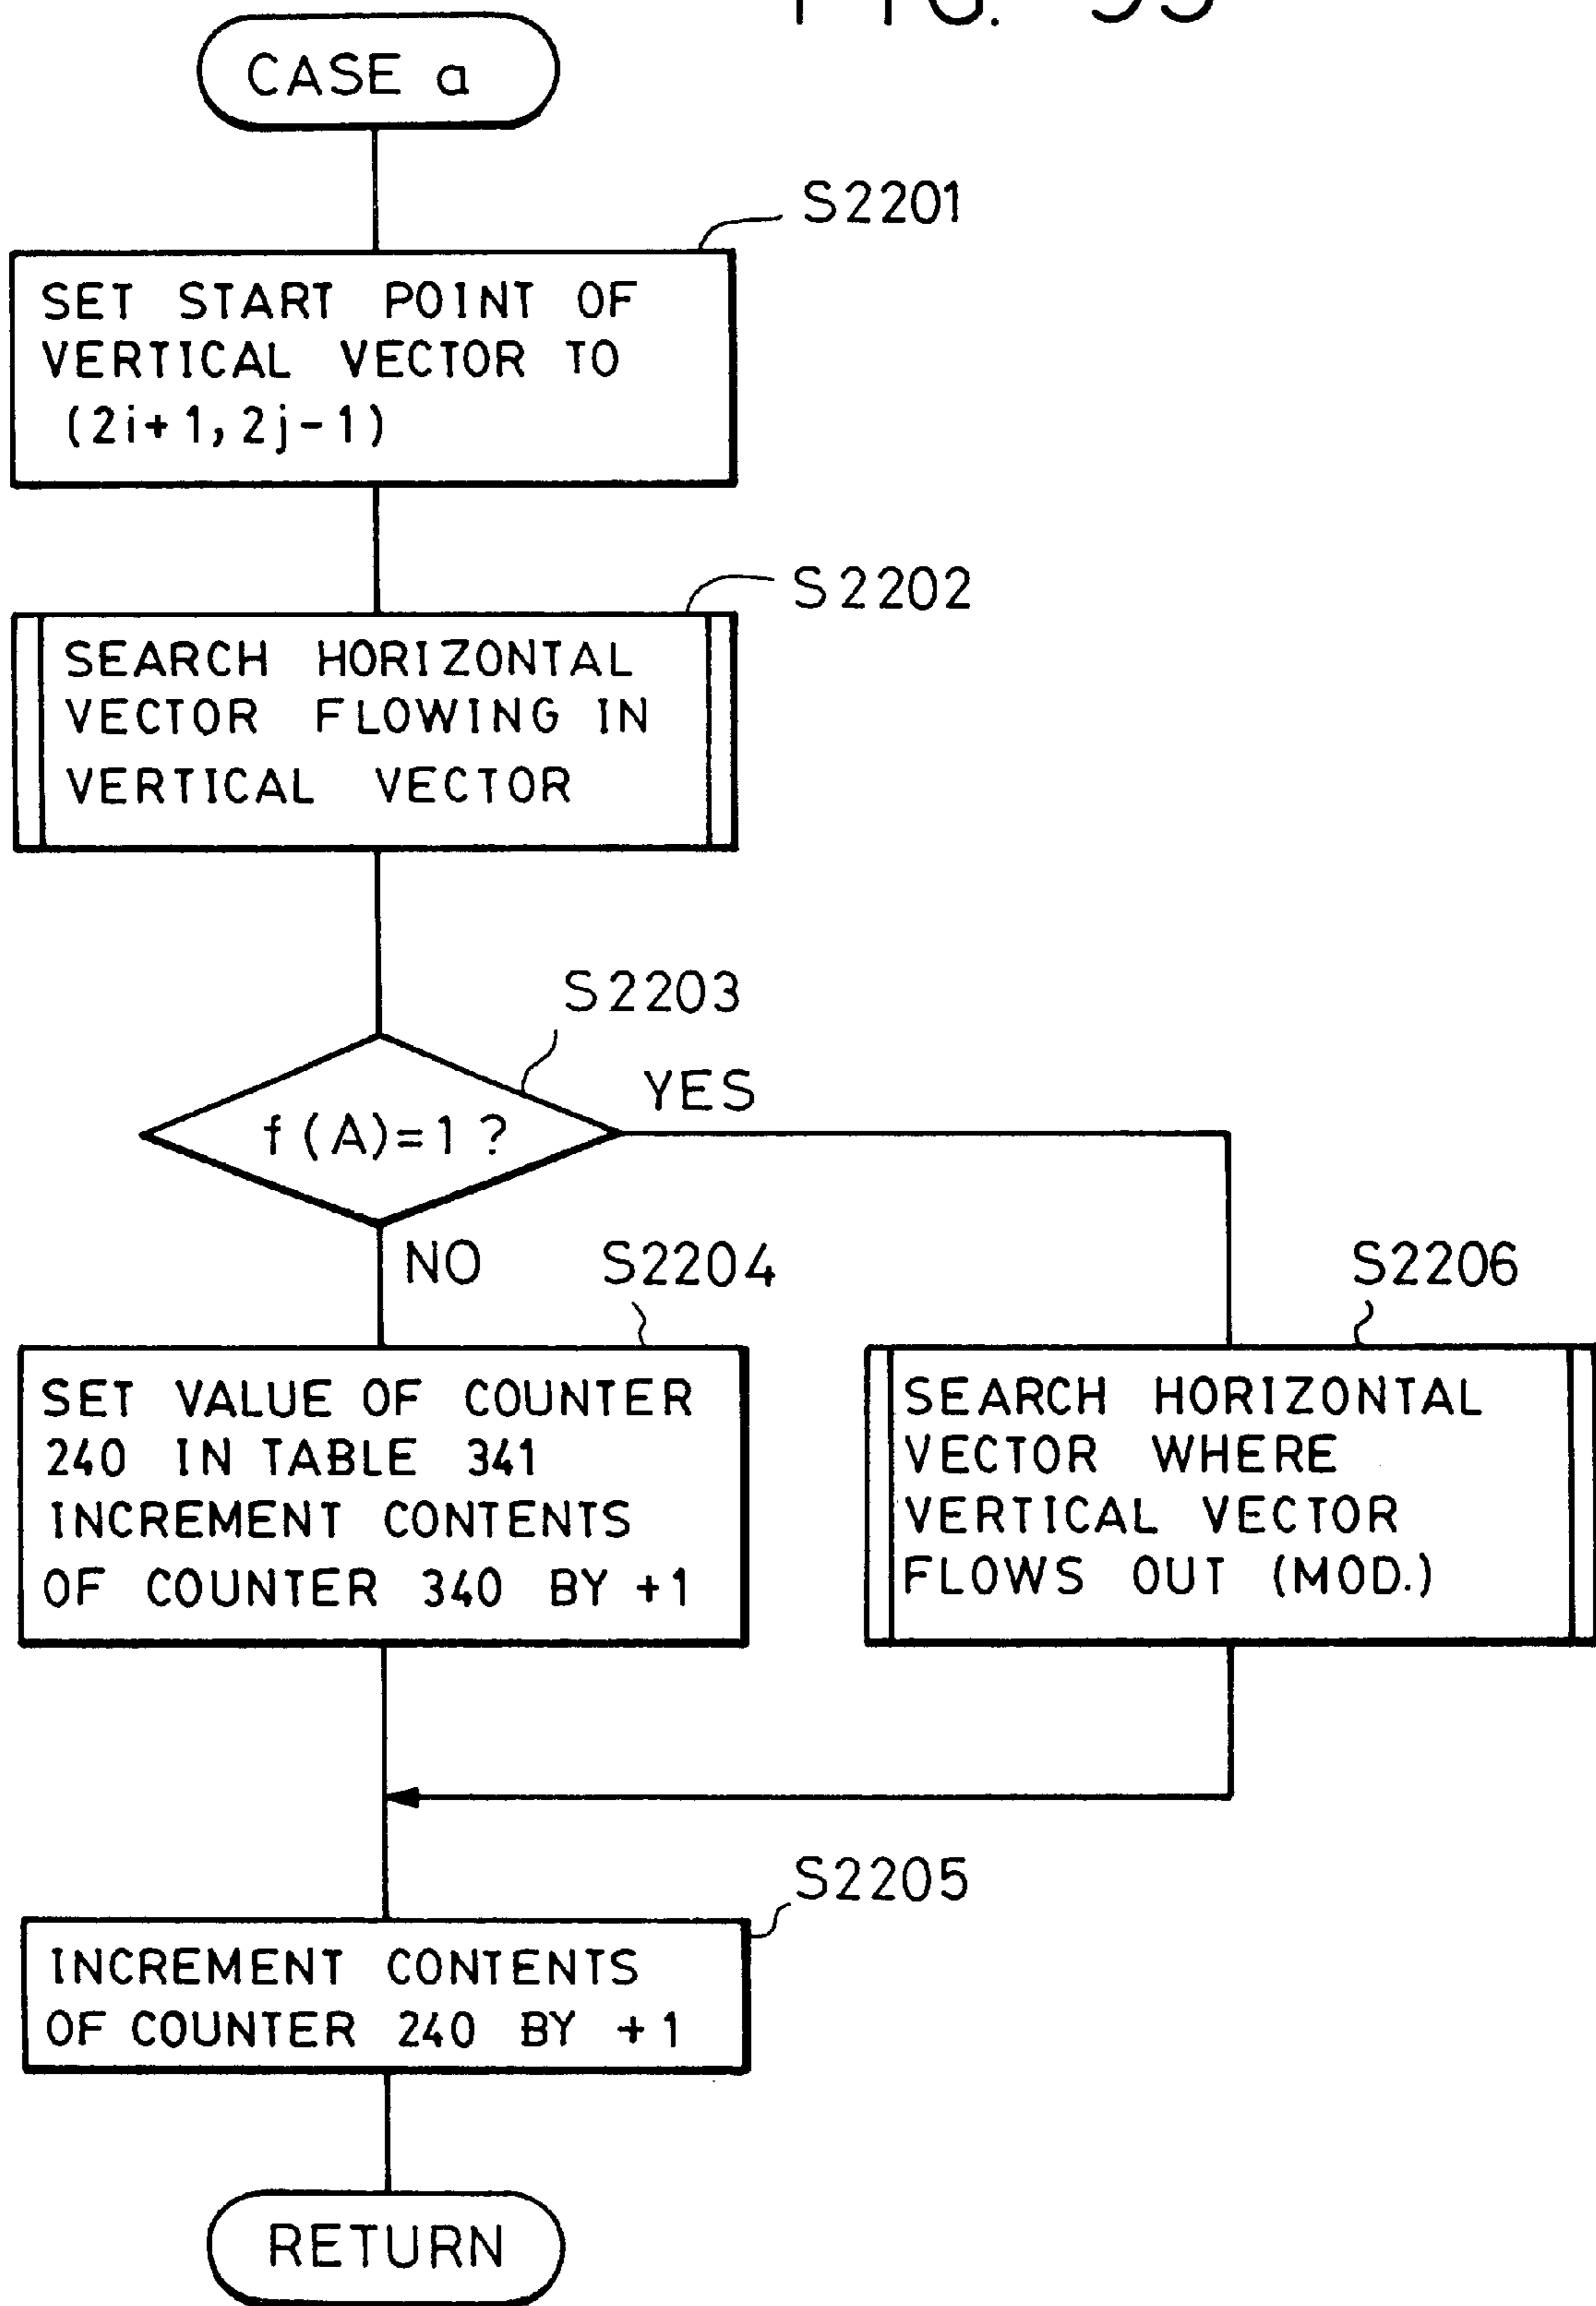 CASE a
S2201
SET START POINT OF
VERTICAL VECTOR TO
(2i+1,2j-1)
S2202
SEARCH HORIZONTAL
VECTOR FLOWING IN
VERTICAL VECTOR
S2203
f(A)=1?
YES
NO
S2204
SET VALUE OF COUNTER
240 IN TABLE 341
INCREMENT CONTENTS
OF COUNTER 340 BY +1
S2206
SEARCH HORIZONTAL
VECTOR WHERE
VERTICAL VECTOR
FLOWS OUT (MOD.)
S2205
INCREMENT CONTENTS
OF COUNTER 240 BY +1
RETURN